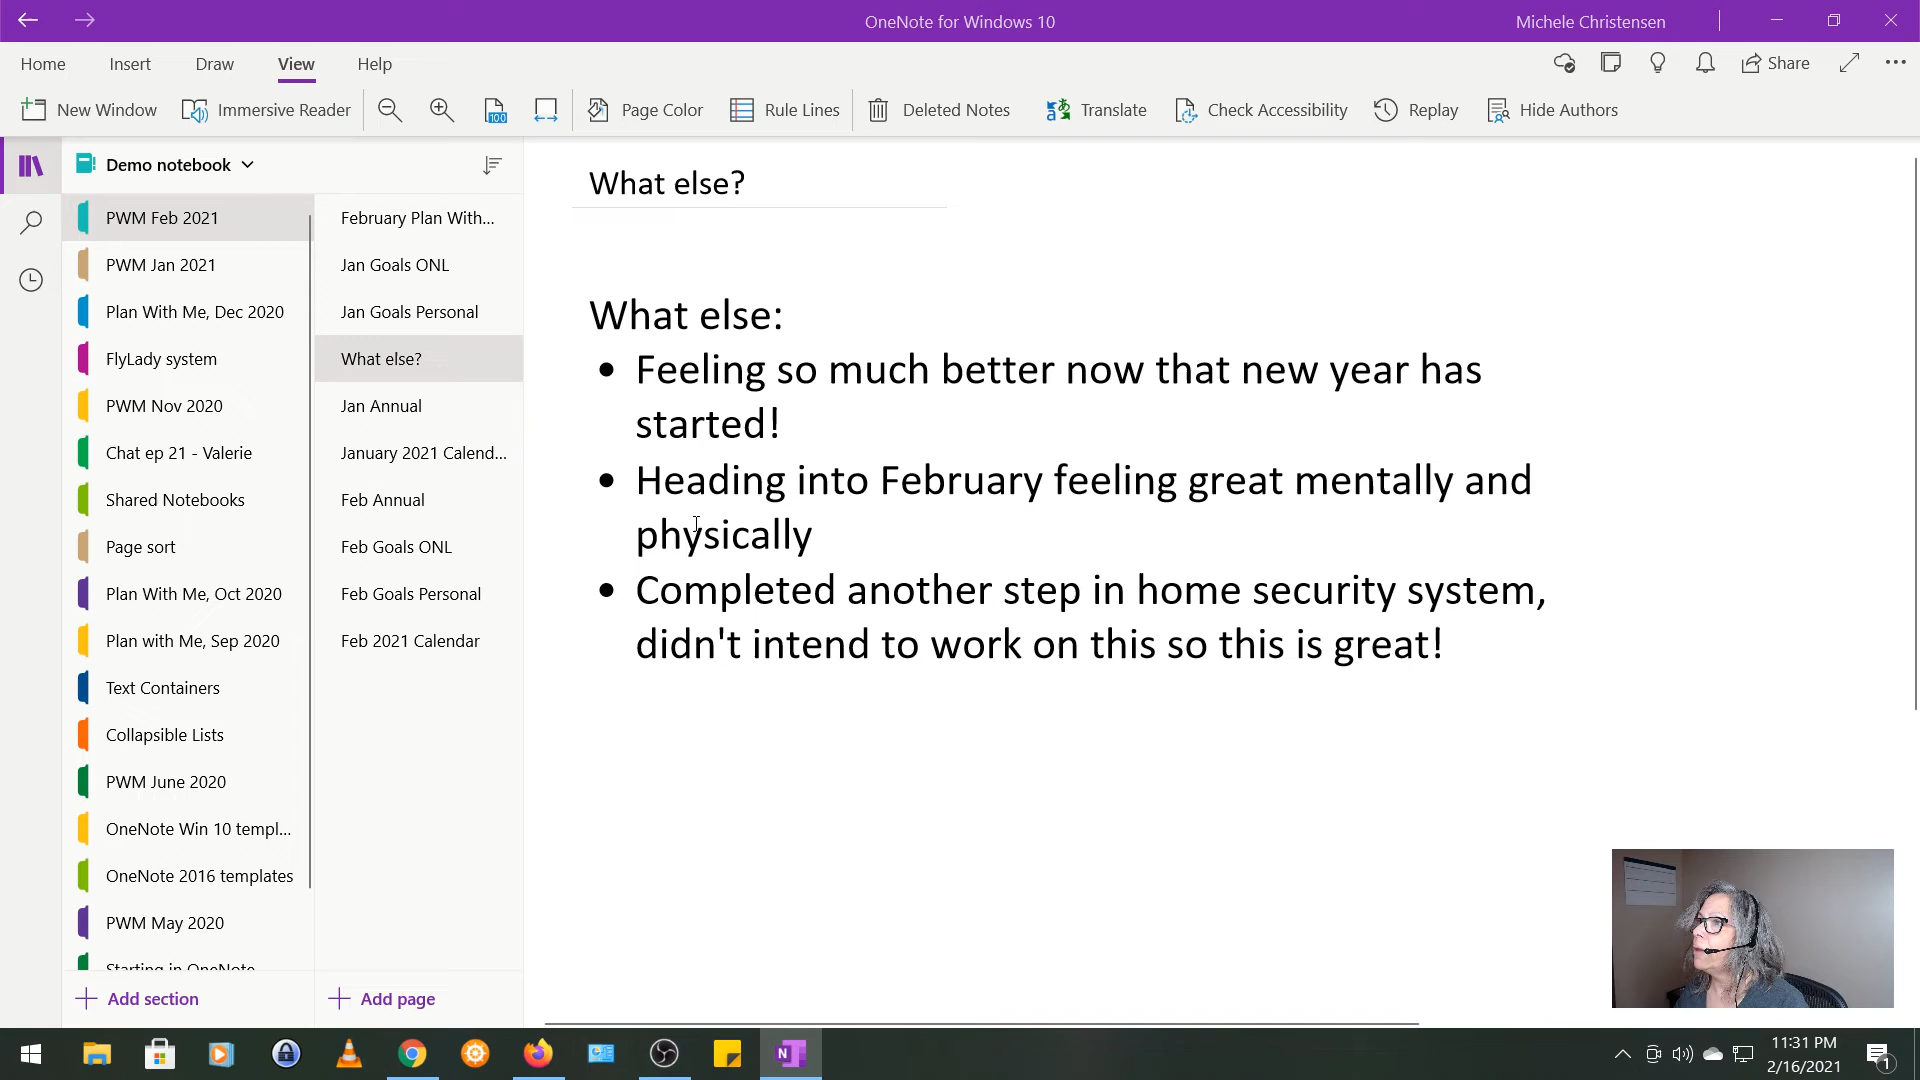 OneNote for Windows 10
Michele Christensen
Home Insert Draw View Help
Share
New Window Immersive Reader 100 Page Color Rule Lines Deleted Notes Translate Check Accessibility Replay Hide Authors
Demo notebook
PWM Feb 2021
PWM Jan 2021
Plan With Me, Dec 2020
FlyLady system
PWM Nov 2020
Chat ep 21 - Valerie
Shared Notebooks
Page sort
Plan With Me, Oct 2020
Plan with Me, Sep 2020
Text Containers
Collapsible Lists
PWM June 2020
OneNote Win 10 templ...
OneNote 2016 templates
PWM May 2020
Starting in OneNote
Add section
February Plan With...
Jan Goals ONL
Jan Goals Personal
What else?
Jan Annual
January 2021 Calend...
Feb Annual
Feb Goals ONL
Feb Goals Personal
Feb 2021 Calendar
Add page
What else?
What else:
• Feeling so much better now that new year has
started!
• Heading into February feeling great mentally and
physically
• Completed another step in home security system,
didn't intend to work on this so this is great!
N
11:31 PM
2/16/2021
1